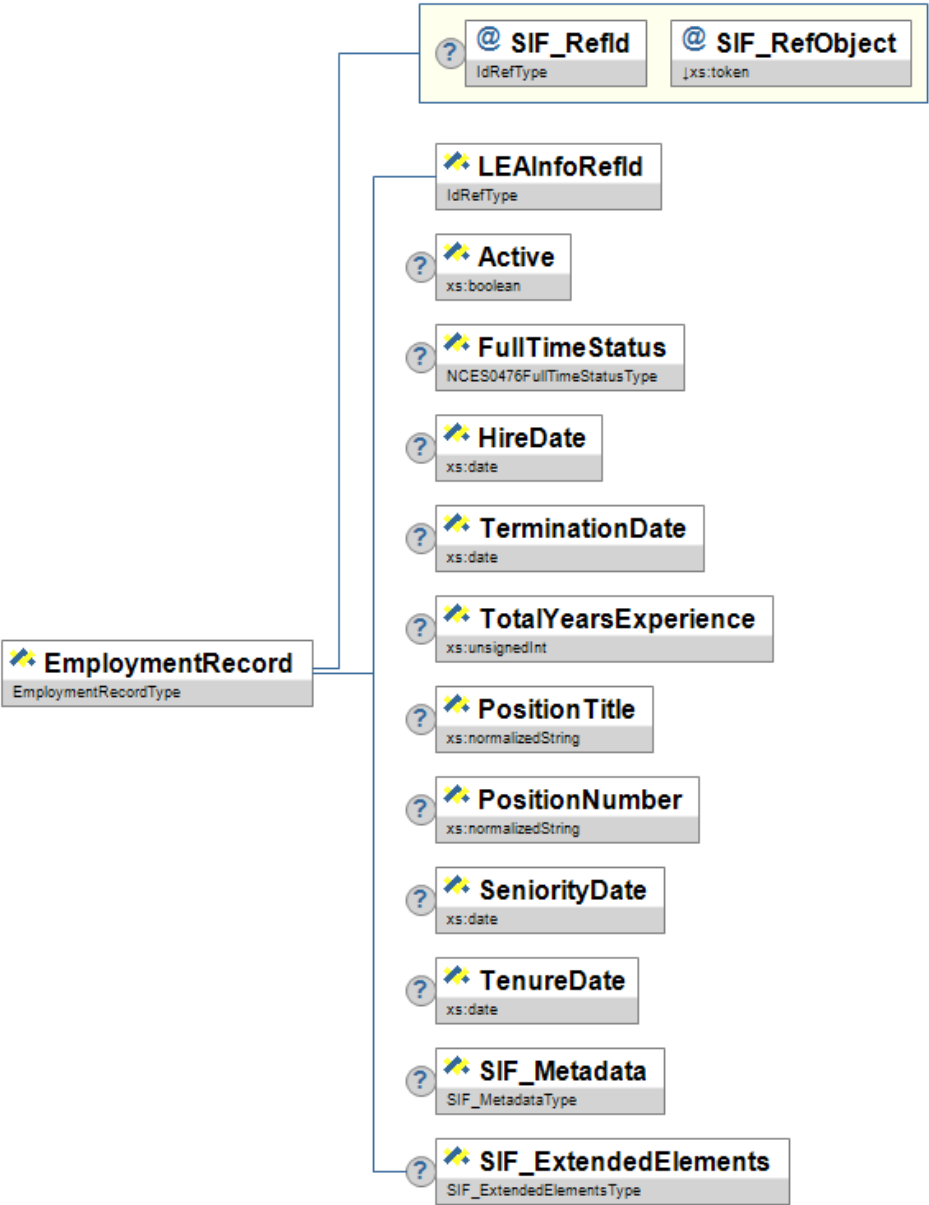 ? @ SIF_RefId @ SIF_RefObject
IdRefType ↓xs:token
LEAInfoRefId
IdRefType
? Active
xs:boolean
? FullTimeStatus
NCES0476FullTimeStatusType
? HireDate
xs:date
? TerminationDate
xs:date
? TotalYearsExperience
xs:unsignedInt
EmploymentRecord
EmploymentRecordType
? PositionTitle
xs:normalizedString
? PositionNumber
xs:normalizedString
? SeniorityDate
xs:date
? TenureDate
xs:date
? SIF_Metadata
SIF_MetadataType
? SIF_ExtendedElements
SIF_ExtendedElementsType